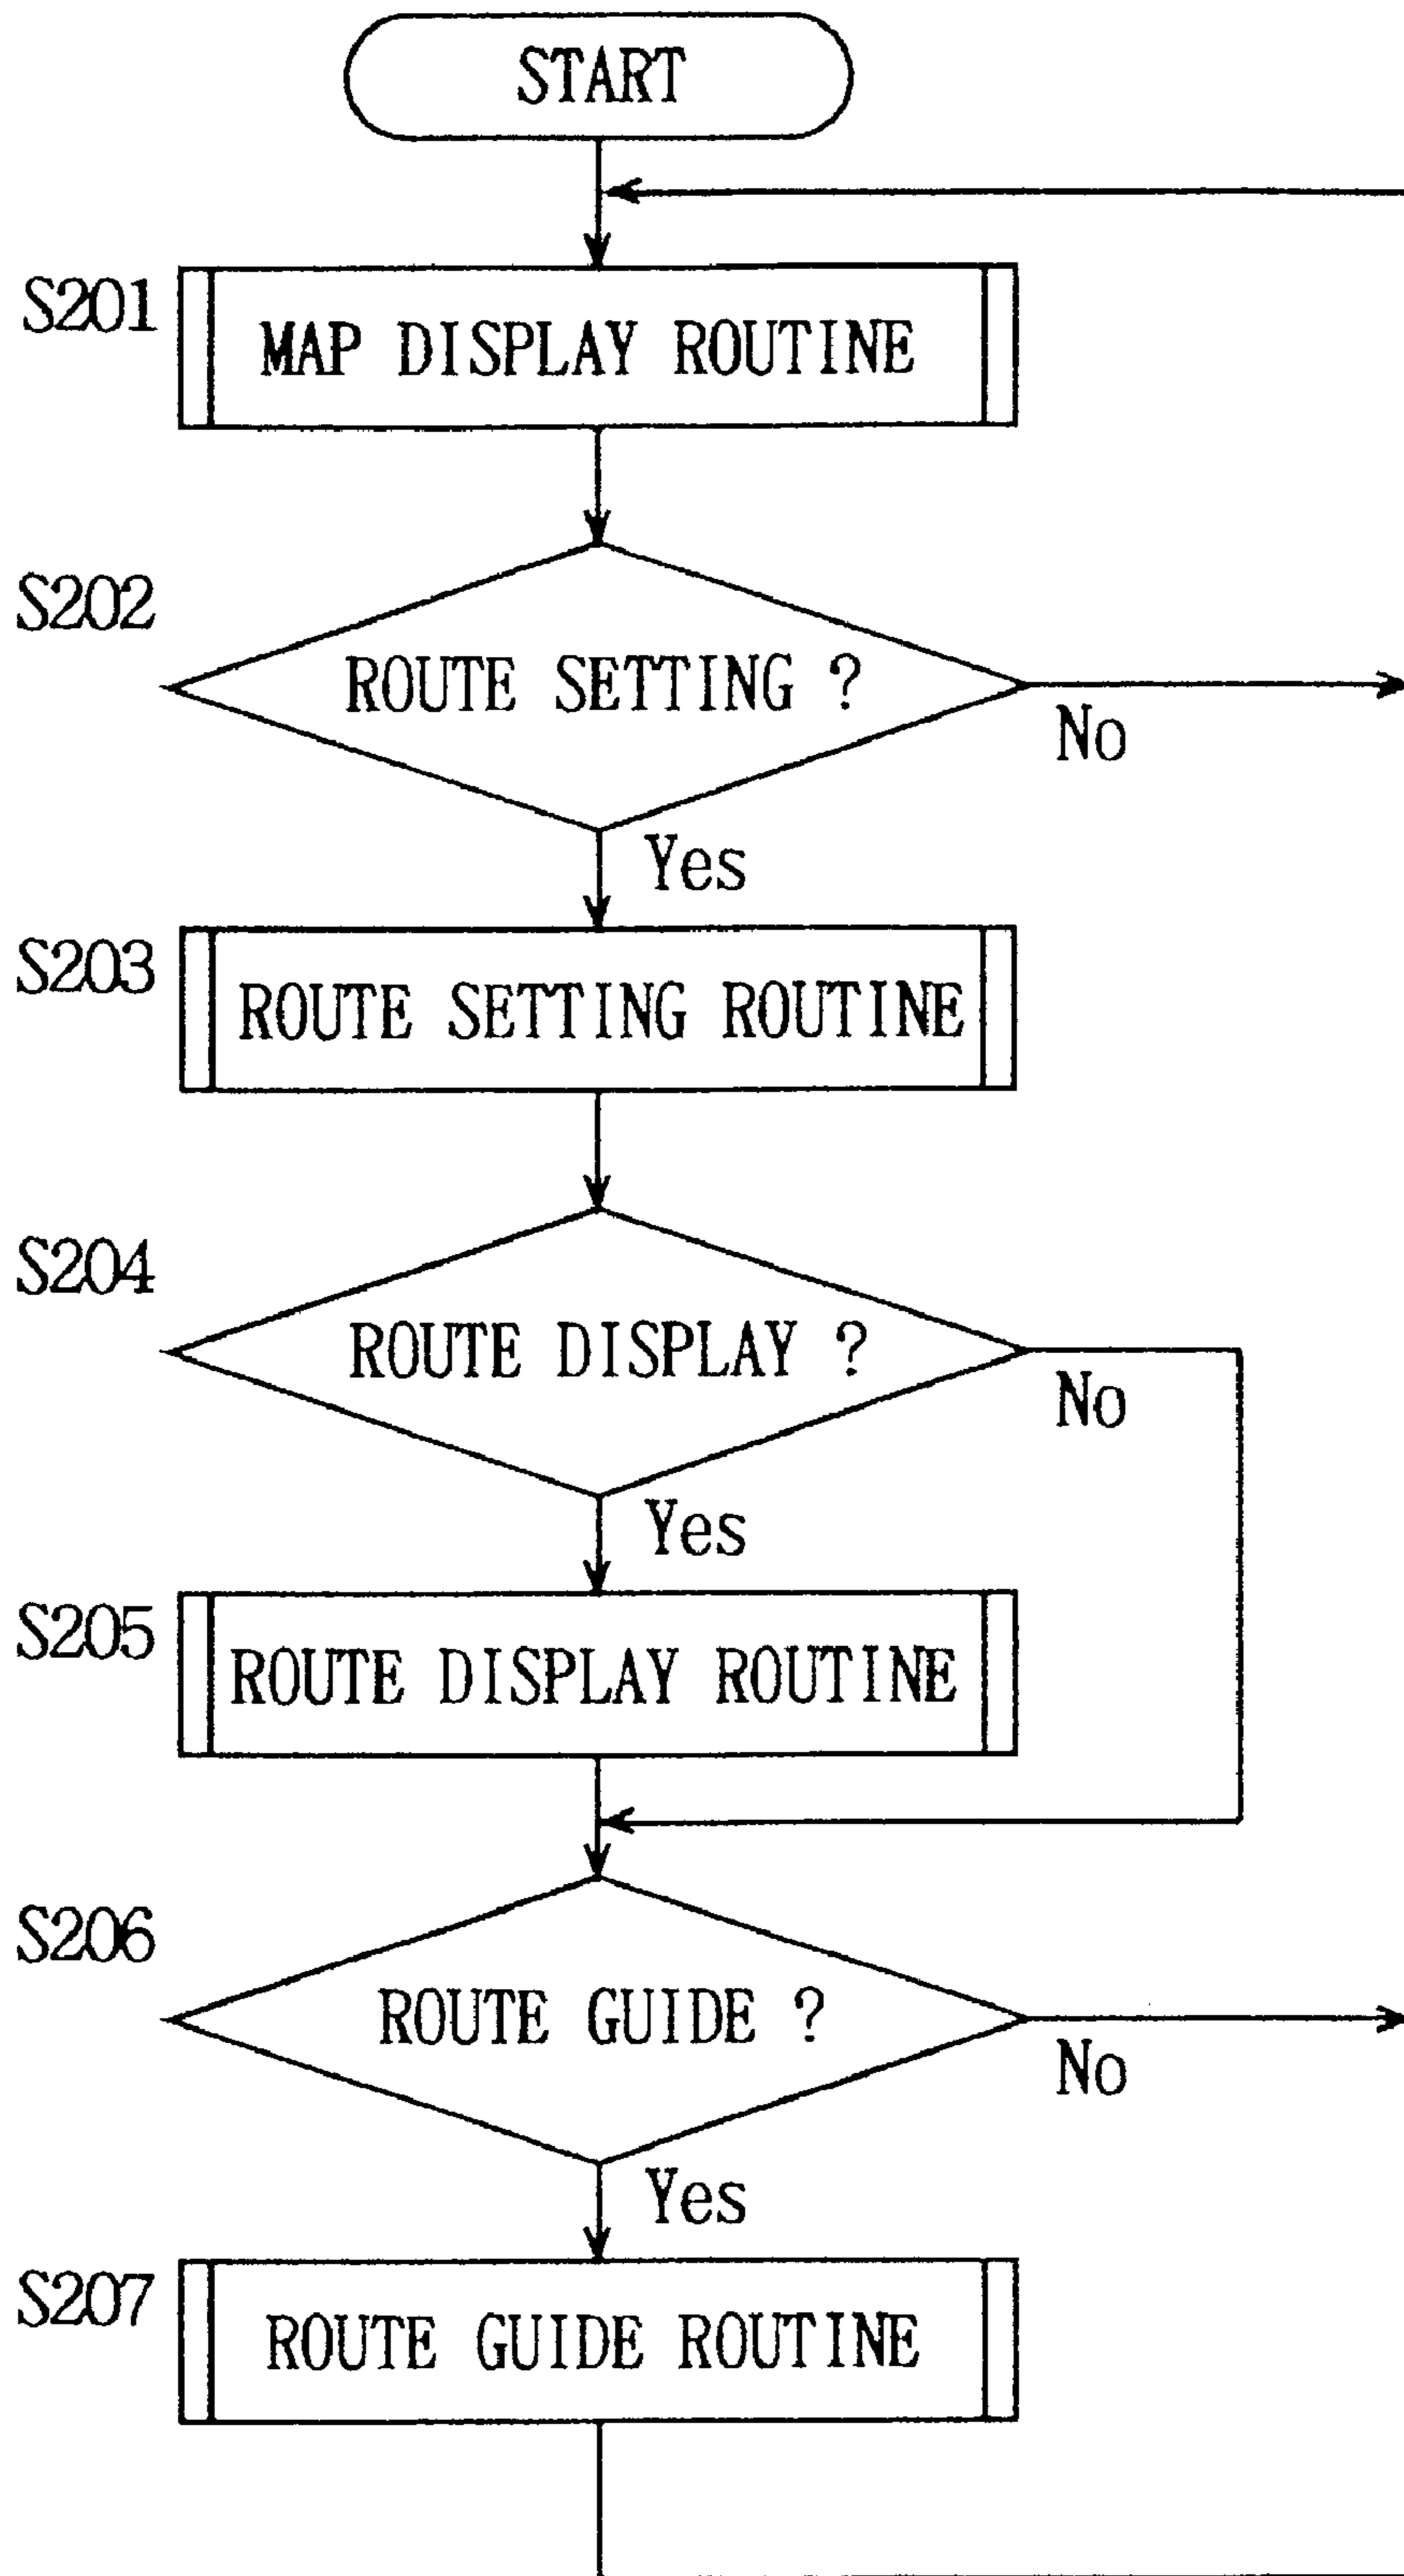 START
S201
MAP DISPLAY ROUTINE
S202
ROUTE SETTING ?
No
Yes
S203
ROUTE SETTING ROUTINE
S204
ROUTE DISPLAY ?
No
Yes
S205
ROUTE DISPLAY ROUTINE
S206
ROUTE GUIDE ?
No
Yes
S207
ROUTE GUIDE ROUTINE